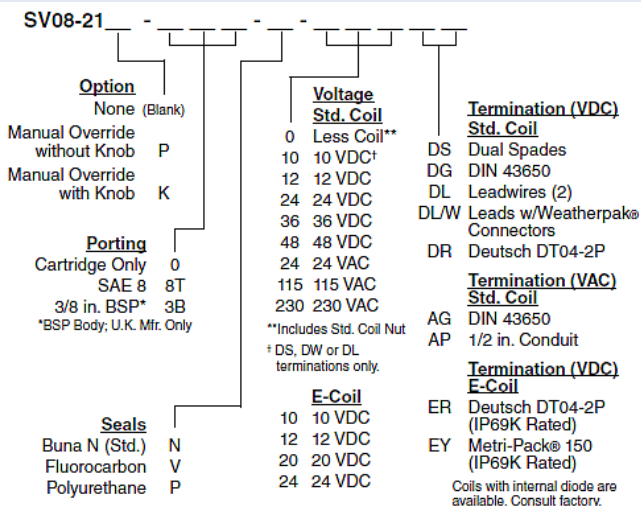 SV08-21__ - ___ - _ - ___ __
Option
None (Blank)
Manual Override
without Knob P
Manual Override
with Knob K
Porting
Cartridge Only 0
SAE 8 8T
3/8 in. BSP* 3B
*BSP Body; U.K. Mfr. Only
Seals
Buna N (Std.) N
Fluorocarbon V
Polyurethane P
Voltage
Std. Coil
0 Less Coil**
10 10 VDC†
12 12 VDC
24 24 VDC
36 36 VDC
48 48 VDC
24 24 VAC
115 115 VAC
230 230 VAC
**Includes Std. Coil Nut
† DS, DW or DL
terminations only.
E-Coil
10 10 VDC
12 12 VDC
20 20 VDC
24 24 VDC
Termination (VDC)
Std. Coil
DS Dual Spades
DG DIN 43650
DL Leadwires (2)
DL/W Leads w/Weatherpak®
Connectors
DR Deutsch DT04-2P
Termination (VAC)
Std. Coil
AG DIN 43650
AP 1/2 in. Conduit
Termination (VDC)
E-Coil
ER Deutsch DT04-2P
(IP69K Rated)
EY Metri-Pack® 150
(IP69K Rated)
Coils with internal diode are
available. Consult factory.